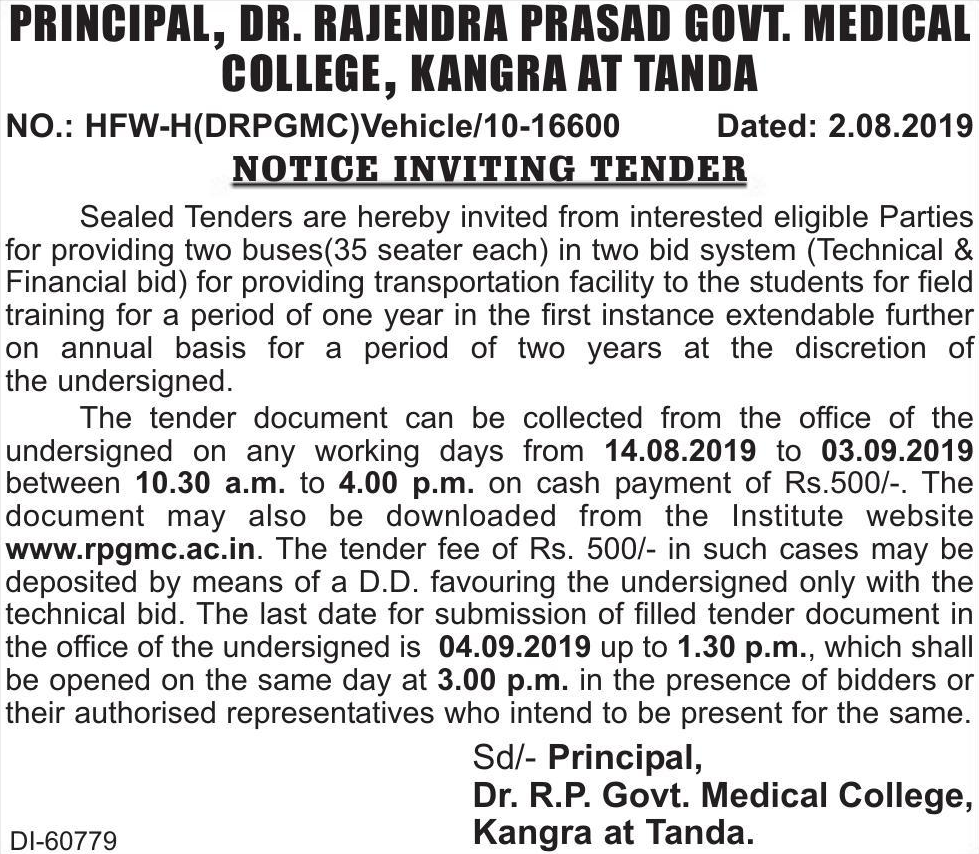 PRINCIPAL, DR. RAJENDRA PRASAD GOVT. MEDICAL
COLLEGE, KANGRA AT TANDA
NO.: HFW-H(DRPGMC)Vehicle/10-16600 Dated: 2.08.2019
NOTICE INVITING TENDER
Sealed Tenders are hereby invited from interested eligible Parties
for providing two buses(35 seater each) in two bid system (Technical &
Financial bid) for providing transportation facility to the students for field
training for a period of one year in the first instance extendable further
on annual basis for a period of two years at the discretion of
the undersigned.
The tender document can be collected from the office of the
undersigned on any working days from 14.08.2019 to 03.09.2019
between 10.30 a.m. to 4.00 p.m. on cash payment of Rs.500/-. The
document may also be downloaded from the Institute website
www.rpgmc.ac.in. The tender fee of Rs. 500/- in such cases may be
deposited by means of a D.D. favouring the undersigned only with the
technical bid. The last date for submission of filled tender document in
the office of the undersigned is 04.09.2019 up to 1.30 p.m., which shall
be opened on the same day at 3.00 p.m. in the presence of bidders or
their authorised representatives who intend to be present for the same.
Sd/- Principal,
Dr. R.P. Govt. Medical College,
Kangra at Tanda.
DI-60779